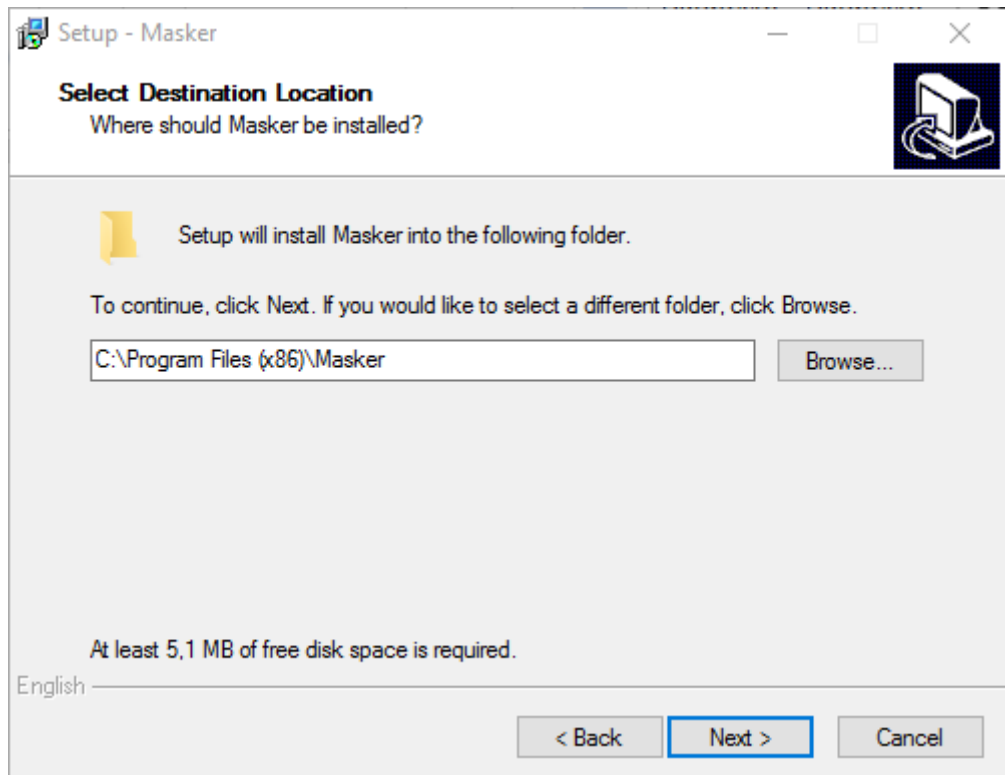 Setup - Masker
Select Destination Location
Where should Masker be installed?
Setup will install Masker into the following folder.
To continue, click Next. If you would like to select a different folder, click Browse.
C:\Program Files (x86)\Masker
Browse...
At least 5,1 MB of free disk space is required.
English
< Back
Next >
Cancel